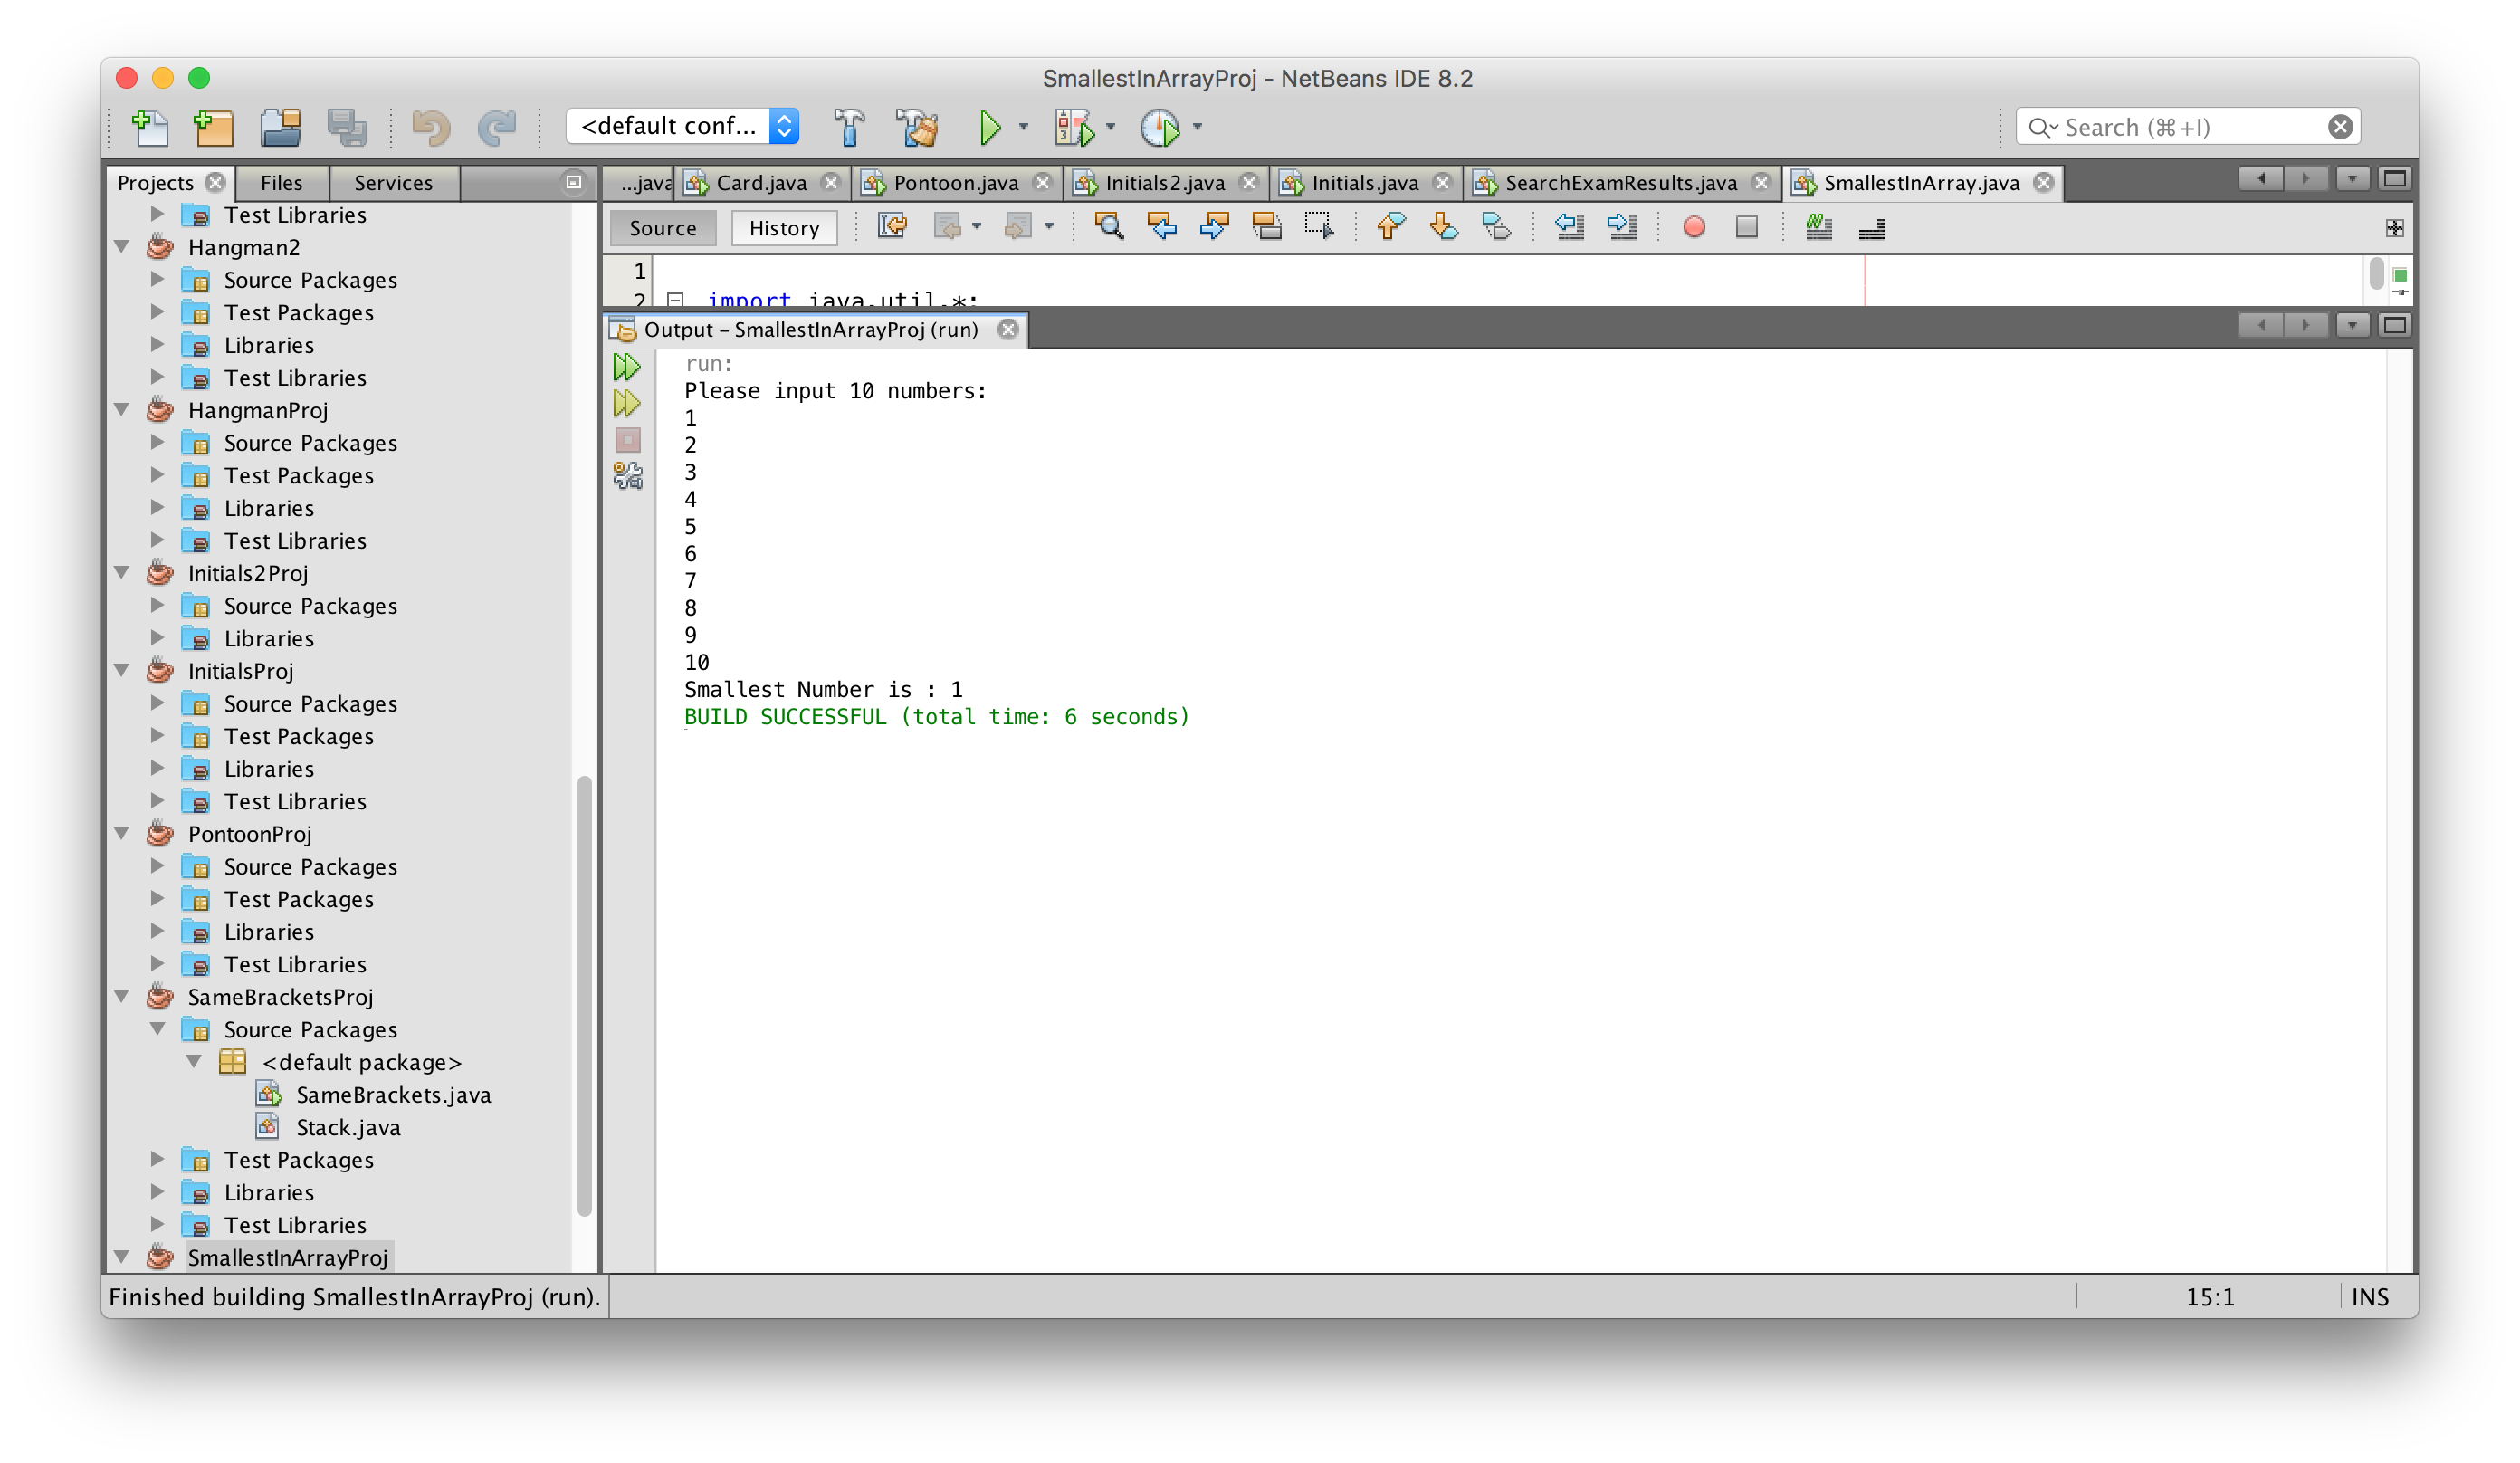 SmallestInArrayProj - NetBeans IDE 8.2
<default conf...
Search (⌘+I)
Projects
Files
Services
...java
Card.java
Pontoon.java
Initials2.java
Initials.java
SearchExamResults.java
SmallestInArray.java
Source
History
1
2
import java.util.*;
Test Libraries
Hangman2
Source Packages
Test Packages
Libraries
Test Libraries
HangmanProj
Source Packages
Test Packages
Libraries
Test Libraries
Initials2Proj
Source Packages
Libraries
InitialsProj
Source Packages
Test Packages
Libraries
Test Libraries
PontoonProj
Source Packages
Test Packages
Libraries
Test Libraries
SameBracketsProj
Source Packages
<default package>
SameBrackets.java
Stack.java
Test Packages
Libraries
Test Libraries
SmallestInArrayProj
Output – SmallestInArrayProj (run)
run:
Please input 10 numbers:
1
2
3
4
5
6
7
8
9
10
Smallest Number is : 1
BUILD SUCCESSFUL (total time: 6 seconds)
Finished building SmallestInArrayProj (run).
15:1
INS